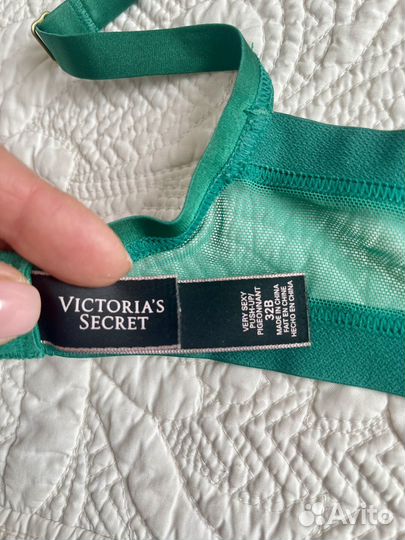 VICTORIA'S
SECRET
VERY SEXY
PUSH-UP/
PIGEONNANT
32B
MADE IN CHINA
FAIT EN CHINE
HECHO EN CHINA
Avito